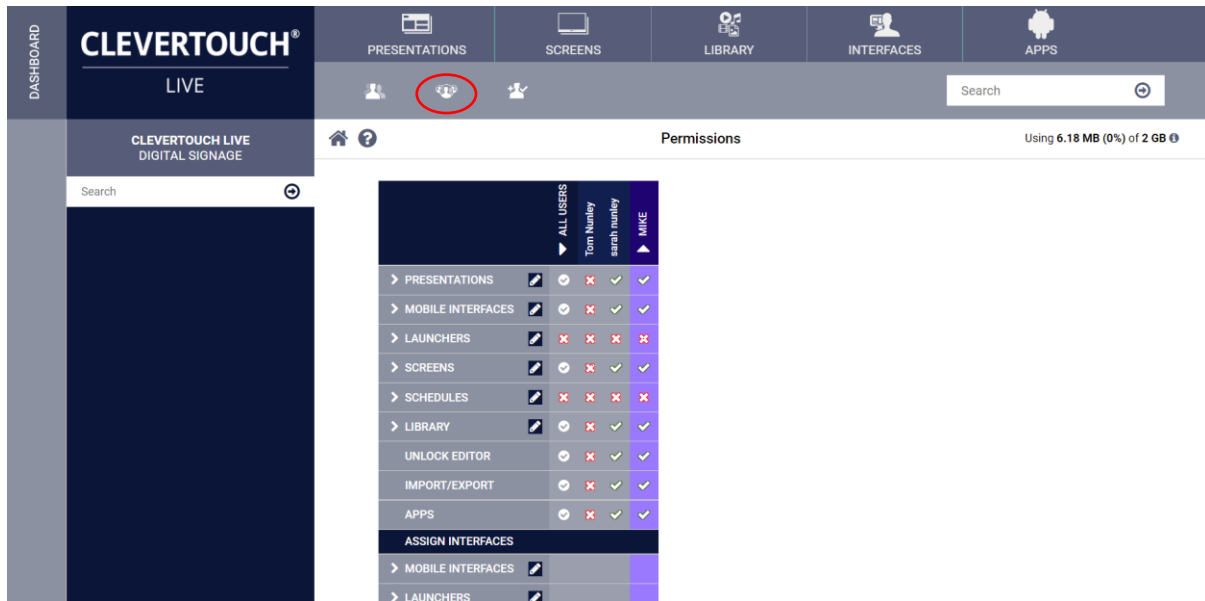 DASHBOARD
CLEVERTOUCH®
LIVE
PRESENTATIONS
SCREENS
LIBRARY
INTERFACES
APPS
Search
CLEVERTOUCH LIVE
DIGITAL SIGNAGE
Search
Permissions
Using 6.18 MB (0%) of 2 GB
ALL USERS
Tom Nunley
sarah nunley
MIKE
PRESENTATIONS
MOBILE INTERFACES
LAUNCHERS
SCREENS
SCHEDULES
LIBRARY
UNLOCK EDITOR
IMPORT/EXPORT
APPS
ASSIGN INTERFACES
MOBILE INTERFACES
LAUNCHERS